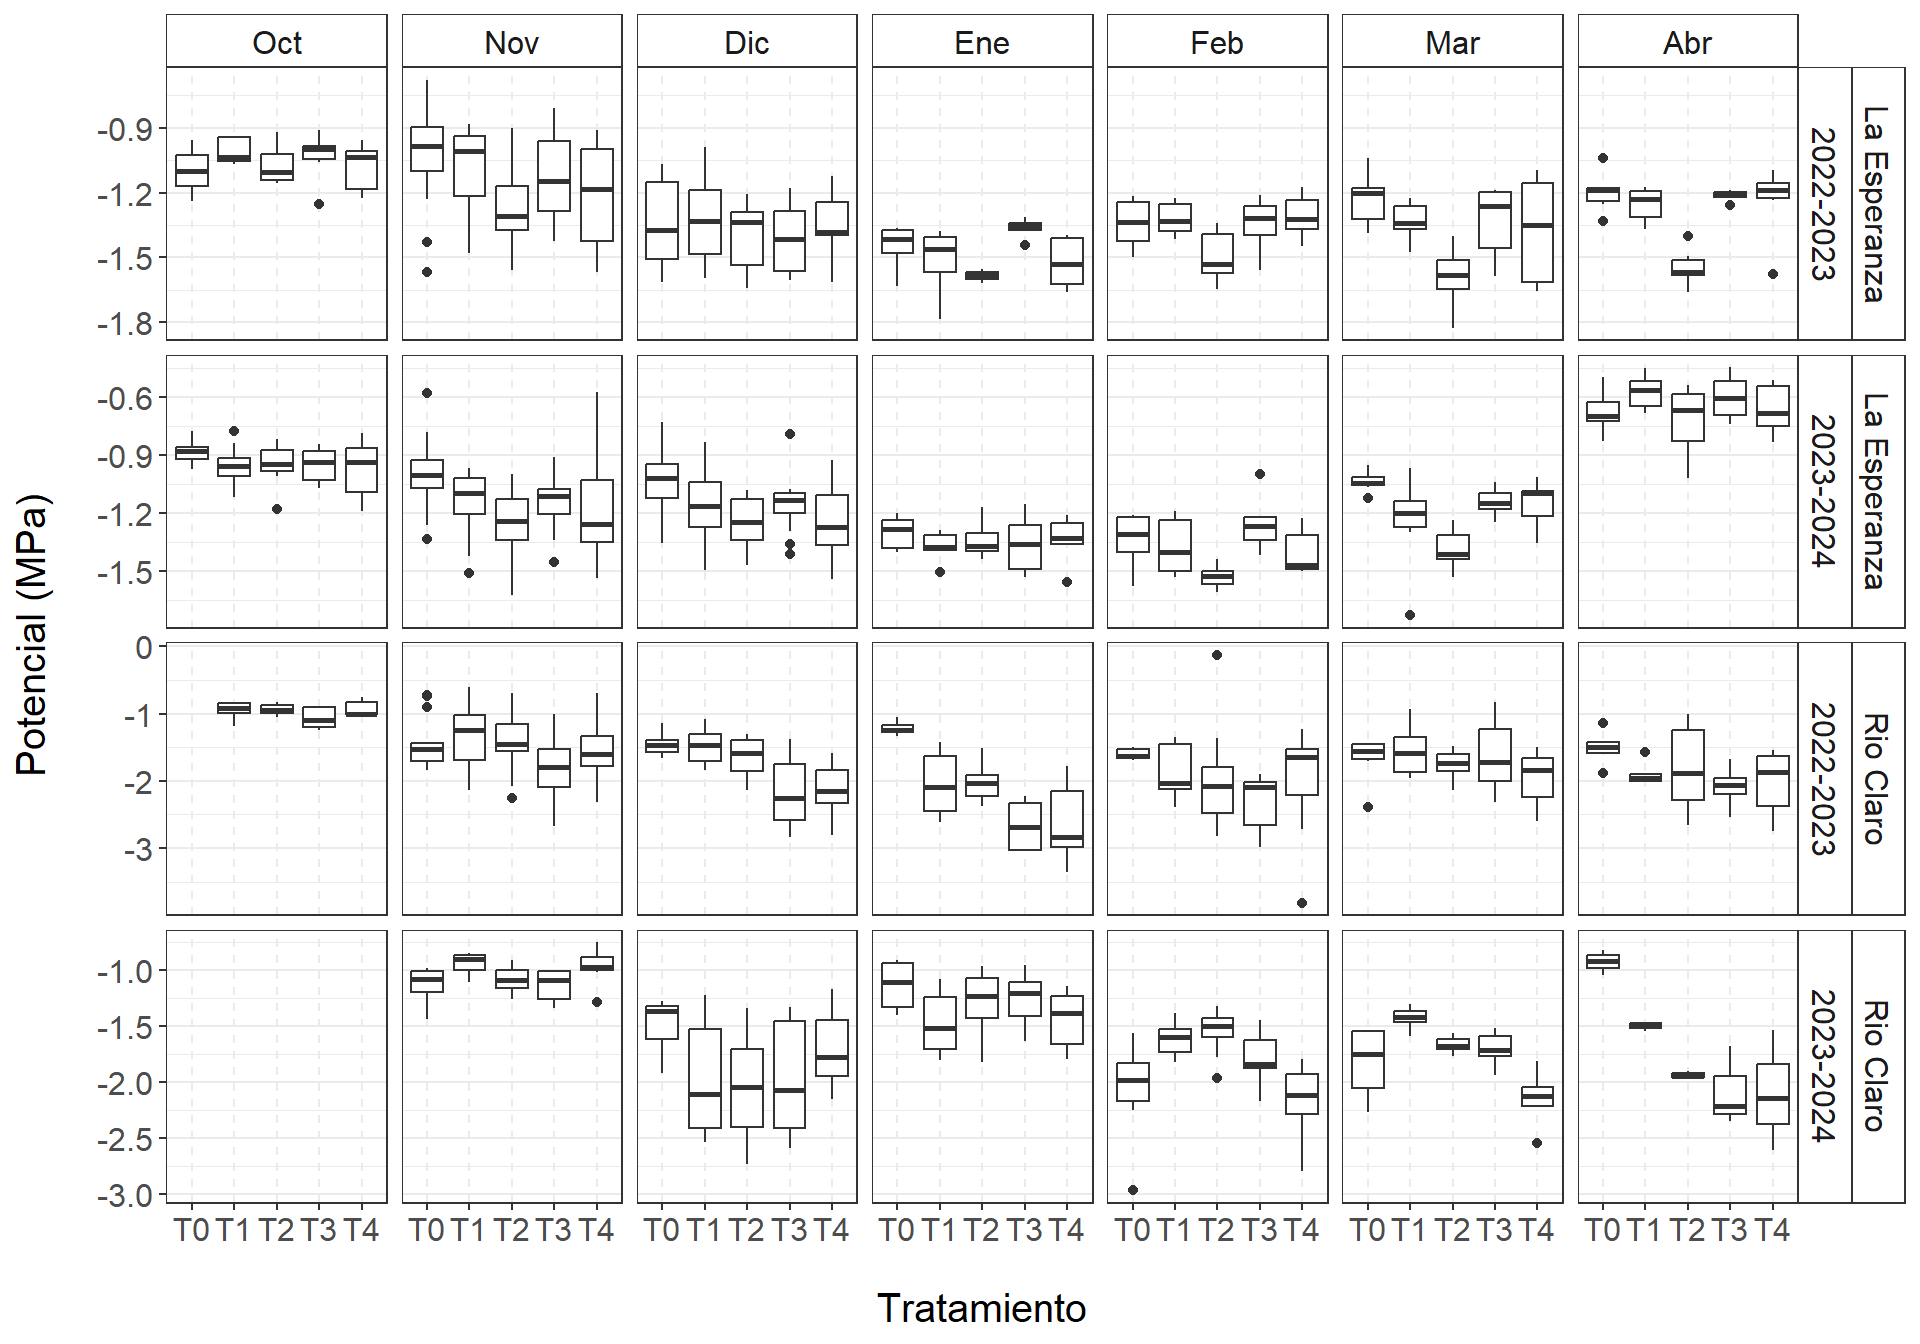 Oct Nov Dic Ene Feb Mar Abr
-0.9
-1.2
-1.5
-1.8
La Esperanza
2022-2023
-0.6
-0.9
-1.2
-1.5
La Esperanza
2023-2024
0
-1
-2
-3
Rio Claro
2022-2023
-1.0
-1.5
-2.0
-2.5
-3.0
Rio Claro
2023-2024
Potencial (MPa)
T0 T1 T2 T3 T4 T0 T1 T2 T3 T4 T0 T1 T2 T3 T4 T0 T1 T2 T3 T4 T0 T1 T2 T3 T4 T0 T1 T2 T3 T4 T0 T1 T2 T3 T4
Tratamiento